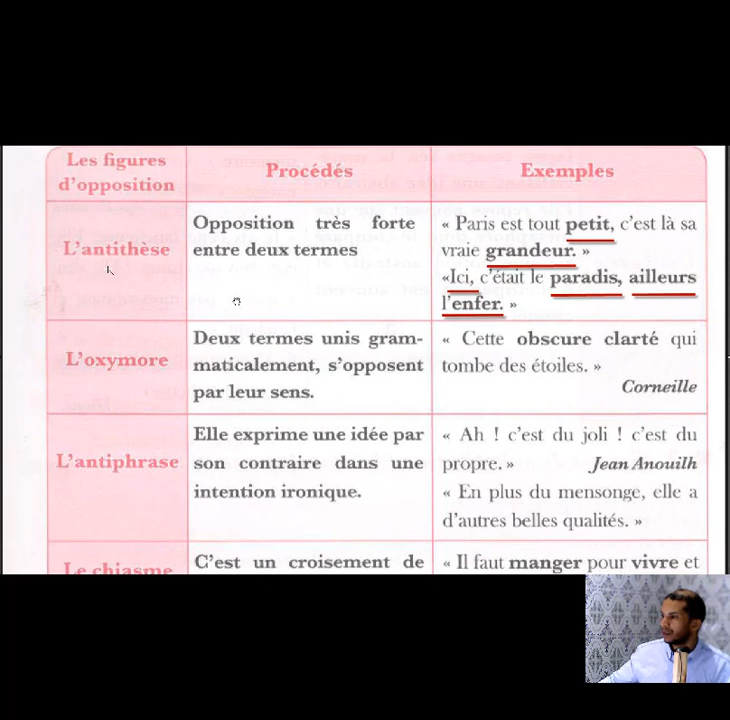 Les figures
d'opposition
Procédés
Exemples
L'antithèse
Opposition très forte
entre deux termes
« Paris est tout petit, c'est là sa
vraie grandeur. »
«Ici, c'était le paradis, ailleurs
l'enfer. »
L'oxymore
Deux termes unis gram-
maticalement, s'opposent
par leur sens.
« Cette obscure clarté qui
tombe des étoiles. »
Corneille
L'antiphrase
Elle exprime une idée par
son contraire dans une
intention ironique.
« Ah ! c'est du joli ! c'est du
propre. » Jean Anouilh
« En plus du mensonge, elle a
d'autres belles qualités. »
Le chiasme
C'est un croisement de
« Il faut manger pour vivre et